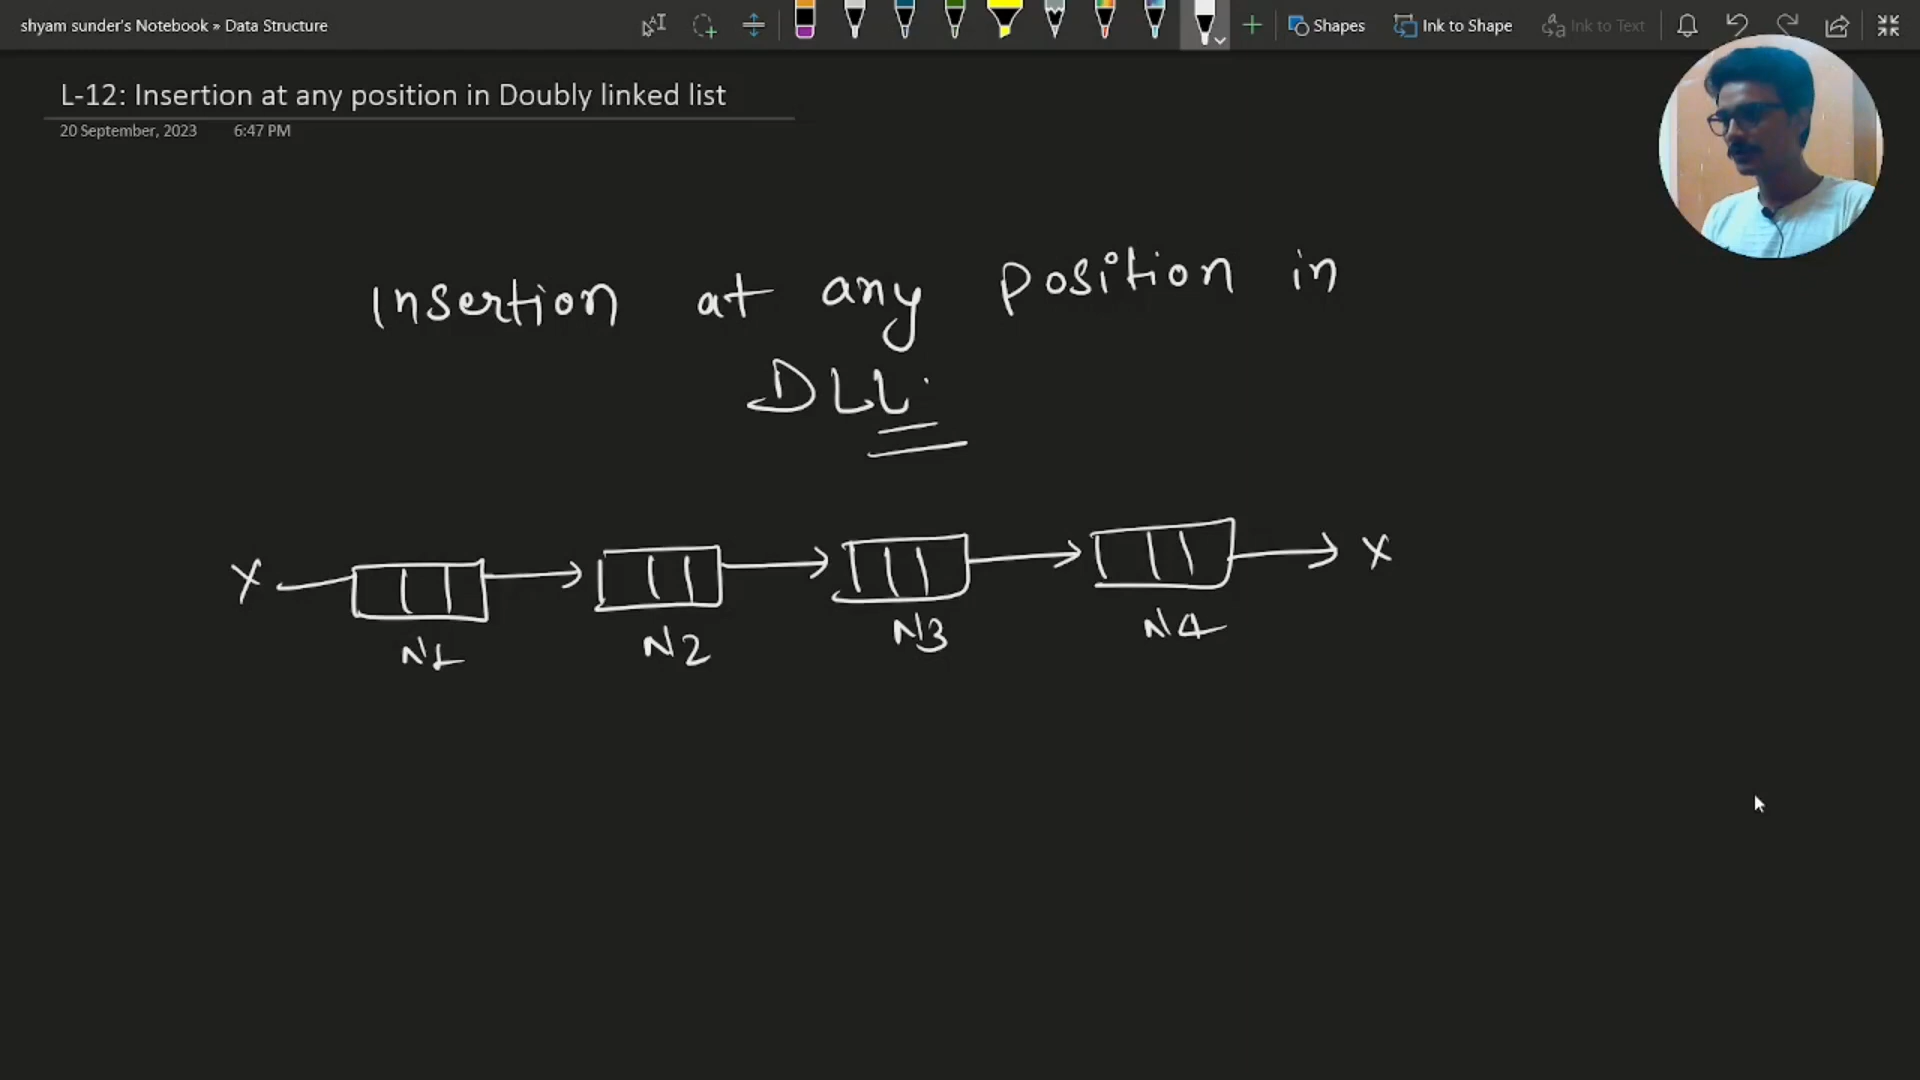 shyam sunder's Notebook » Data Structure
Shapes
Ink to Shape
Ink to Text
L-12: Insertion at any position in Doubly linked list
20 September, 2023 6:47 PM
Insertion at any position in
DLL
X X
N1 N2 N3 N4